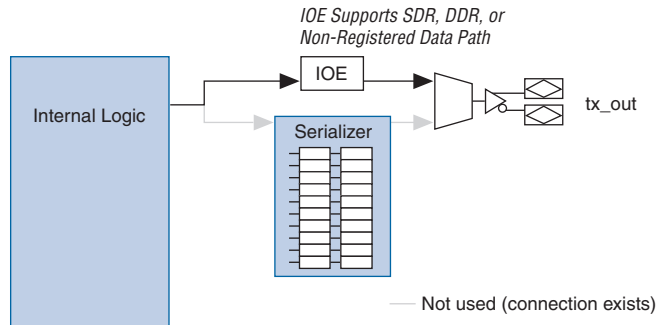 IOE Supports SDR, DDR, or
Non-Registered Data Path
IOE
Internal Logic
tx_out
Serializer
Not used (connection exists)